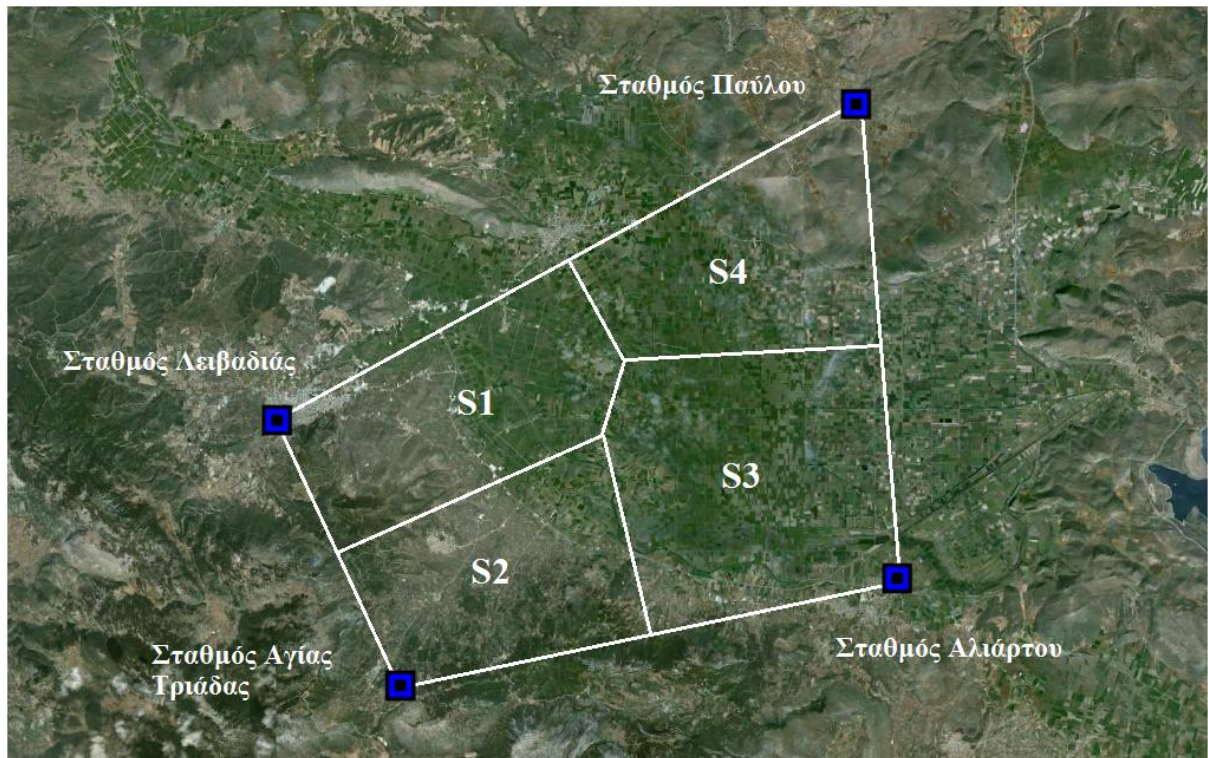 Σταθμός Παύλου
S4
Σταθμός Λειβαδιάς
S1
S3
S2
Σταθμός Αγίας
Τριάδας
Σταθμός Αλιάρτου